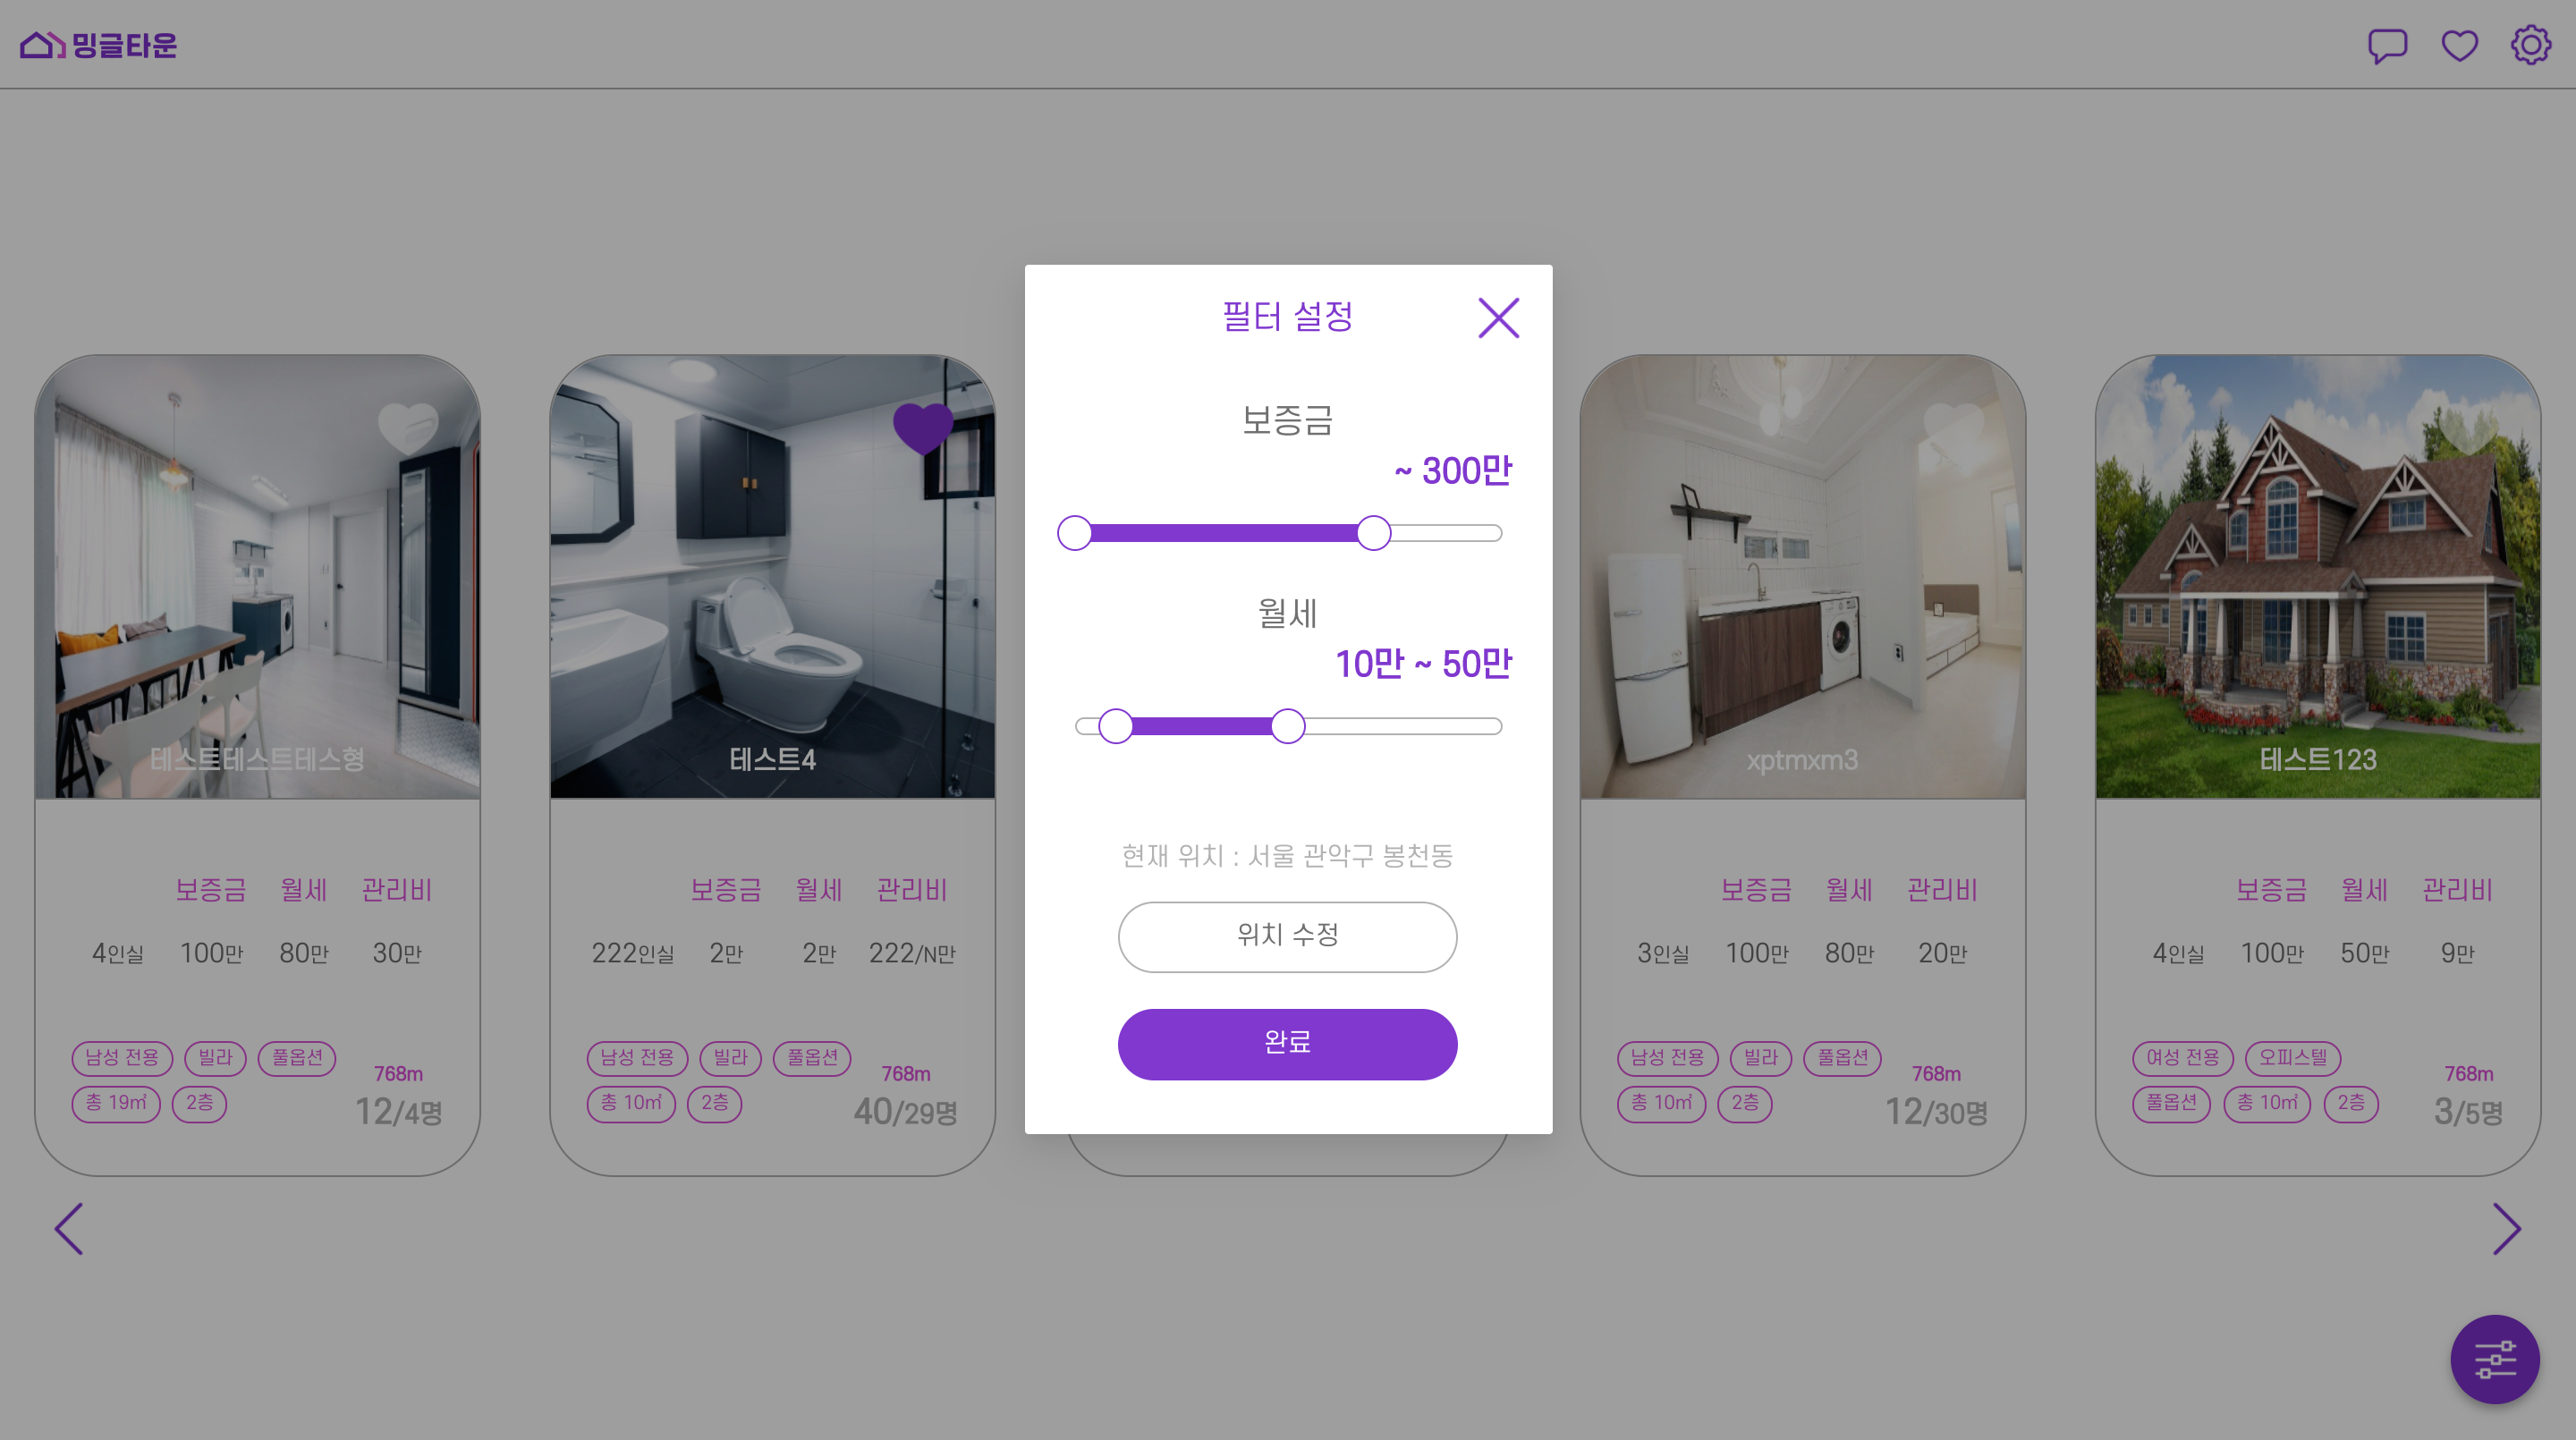 밍글타운
필터 설정
보증금
~ 300만
월세
10만 ~ 50만
현재 위치 : 서울 관악구 봉천동
위치 수정
완료
테스트테스트테스형
보증금 월세 관리비
4인실 100만 80만 30만
남성 전용 빌라 풀옵션
총 19㎡ 2층
768m
12/4명
테스트4
보증금 월세 관리비
222인실 2만 2만 222/N만
남성 전용 빌라 풀옵션
총 10㎡ 2층
768m
40/29명
xptmxm3
보증금 월세 관리비
3인실 100만 80만 20만
남성 전용 빌라 풀옵션
총 10㎡ 2층
768m
12/30명
테스트123
보증금 월세 관리비
4인실 100만 50만 9만
여성 전용 오피스텔
풀옵션 총 10㎡ 2층
768m
3/5명